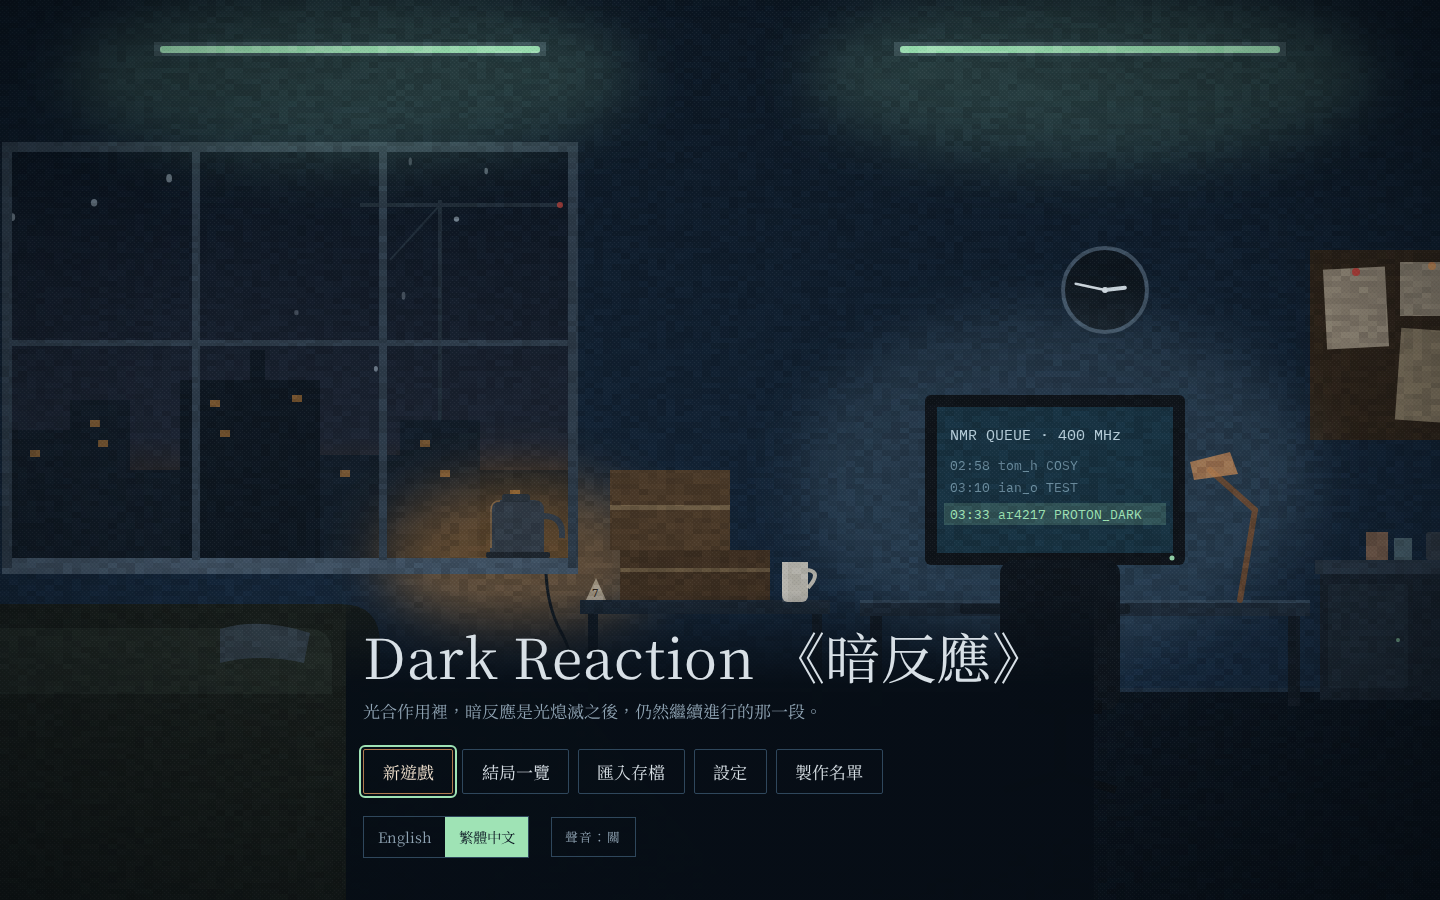 NMR QUEUE · 400 MHz
02:58 tom_h COSY
03:10 ian_o TEST
03:33 ar4217 PROTON_DARK
7
Dark Reaction 《暗反應》
光合作用裡，暗反應是光熄滅之後，仍然繼續進行的那一段。
新遊戲 結局一覽 匯入存檔 設定 製作名單
English 繁體中文 聲音：關